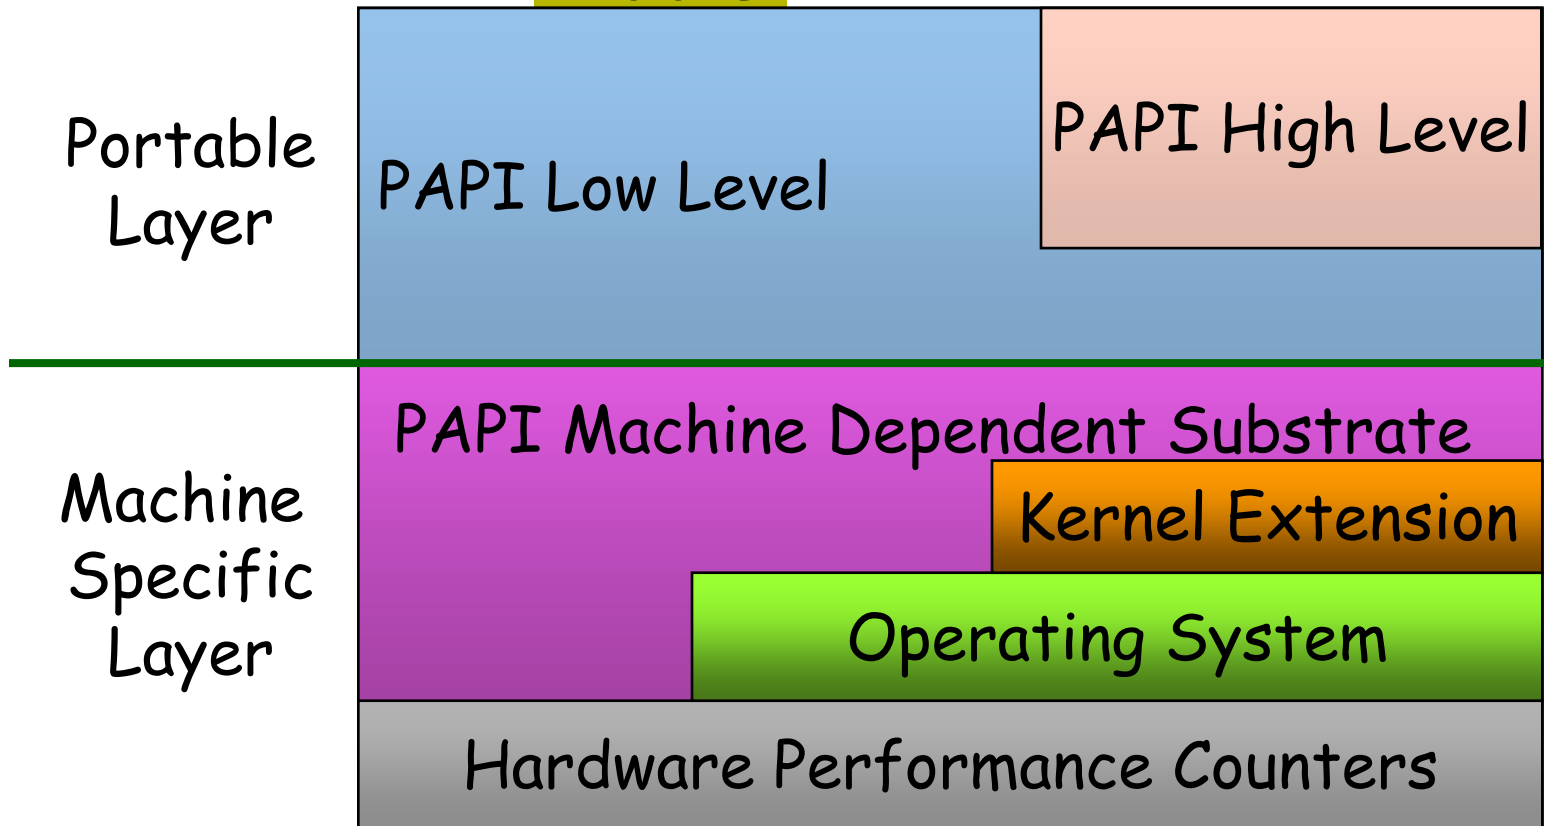 Portable
Layer
PAPI Low Level
PAPI High Level
Machine
Specific
Layer
PAPI Machine Dependent Substrate
Kernel Extension
Operating System
Hardware Performance Counters